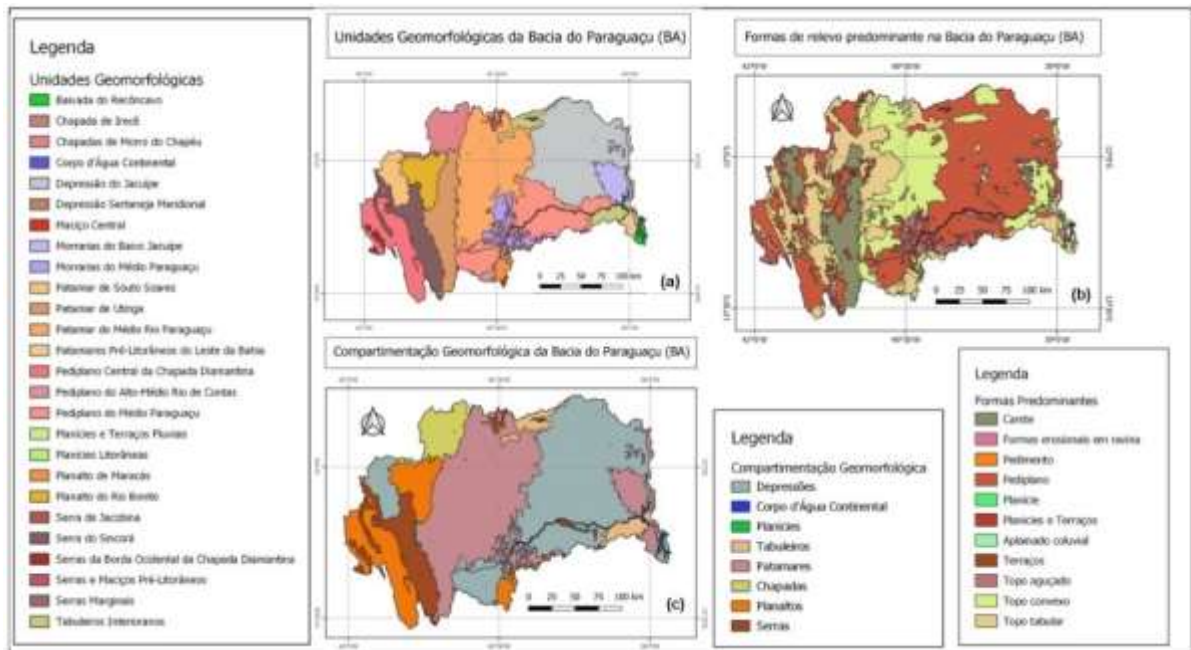 Legenda
Unidades Geomorfológicas
Baixada do Recôncavo
Chapada de Irecê
Chapadas de Morro do Chapéu
Corpo d'Água Continental
Depressão do Jacuípe
Depressão Sertaneja Meridional
Maciço Central
Morrarias do Baixo Jacuípe
Morrarias do Médio Paraguaçu
Patamar de Souto Soares
Patamar de Utinga
Patamar do Médio Rio Paraguaçu
Patamares Pré-Litorâneos do Leste da Bahia
Pediplano Central da Chapada Diamantina
Pediplano do Alto-Médio Rio de Contas
Pediplano do Médio Paraguaçu
Planícies e Terraços Fluviais
Planícies Litorâneas
Planalto de Maracás
Planalto do Rio Bonito
Serra de Jacobina
Serra do Sincorá
Serras da Borda Ocidental da Chapada Diamantina
Serras e Maciços Pré-Litorâneos
Serras Marginais
Tabuleiros Interioranos
Unidades Geomorfológicas da Bacia do Paraguaçu (BA)
0 25 50 75 100 km
(a)
Formas de relevo predominante na Bacia do Paraguaçu (BA)
0 25 50 75 100 km
(b)
Compartimentação Geomorfológica da Bacia do Paraguaçu (BA)
0 25 50 75 100 km
(c)
Legenda
Compartimentação Geomorfológica
Depressões
Corpo d'Água Continental
Planícies
Tabuleiros
Patamares
Chapadas
Planaltos
Serras
Legenda
Formas Predominantes
Carste
Formas erosionais em ravina
Pedimento
Pediplano
Planície
Planícies e Terraços
Aplainado coluvial
Terraços
Topo aguçado
Topo convexo
Topo tabular